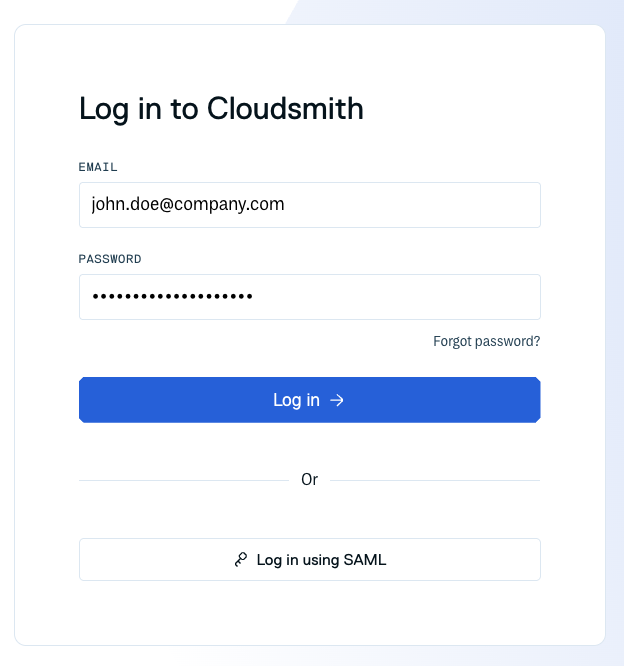 Log in to Cloudsmith
EMAIL
john.doe@company.com
PASSWORD
••••••••••••••••••••
Forgot password?
Log in →
Or
Log in using SAML